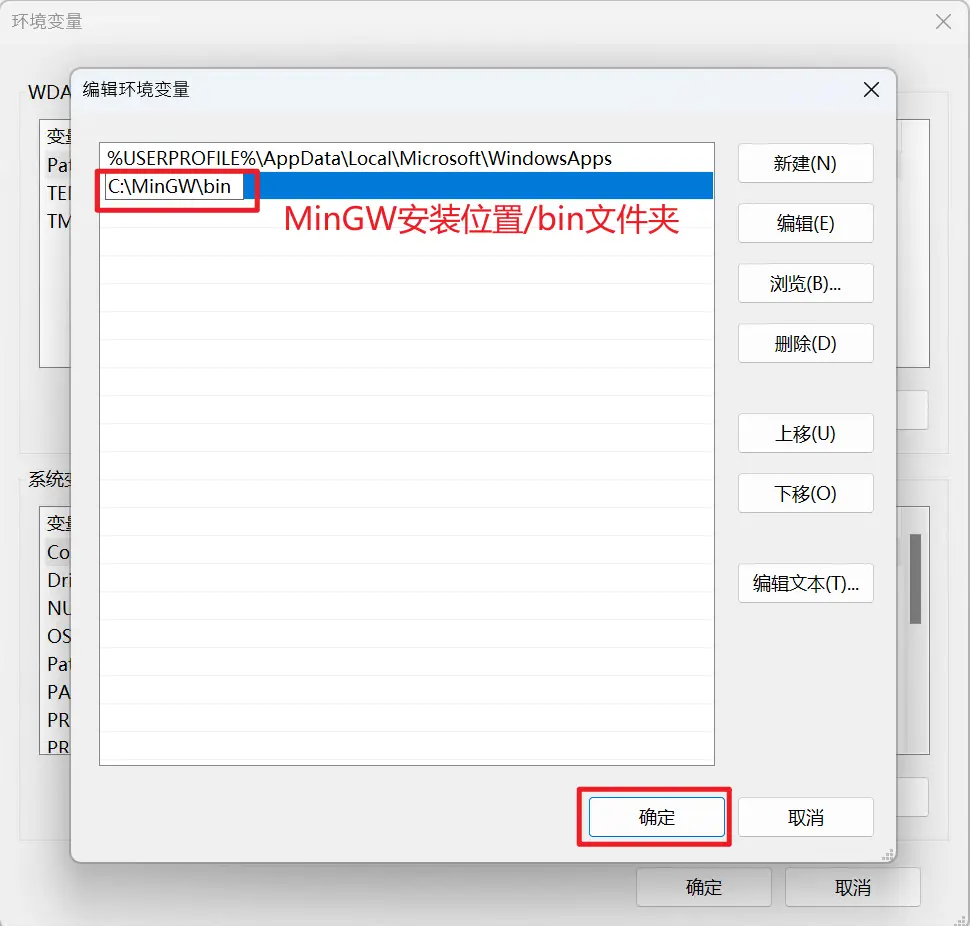 环境变量
编辑环境变量
%USERPROFILE%\AppData\Local\Microsoft\WindowsApps
C:\MinGW\bin
MinGW安装位置/bin文件夹
新建(N)
编辑(E)
浏览(B)...
删除(D)
上移(U)
下移(O)
编辑文本(T)...
确定
取消
WDA
变量
Pat
TE
TM
系统变
变量
Co
Dri
NU
OS
Pat
PA
PR
PR
确定
取消